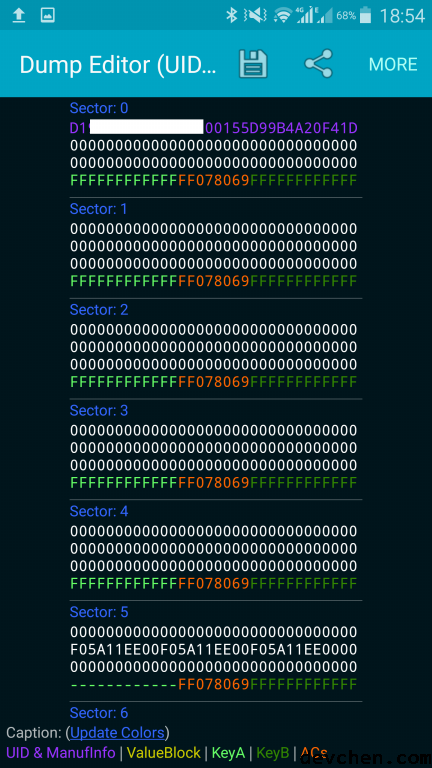 4G
E
68%
18:54
Dump Editor (UID…
MORE
Sector: 0
00155D99B4A20F41D
00000000000000000000000000000000
00000000000000000000000000000000
FFFFFFFFFFFFFF078069FFFFFFFFFFFF
Sector: 1
00000000000000000000000000000000
00000000000000000000000000000000
00000000000000000000000000000000
FFFFFFFFFFFFFF078069FFFFFFFFFFFF
Sector: 2
00000000000000000000000000000000
00000000000000000000000000000000
00000000000000000000000000000000
FFFFFFFFFFFFFF078069FFFFFFFFFFFF
Sector: 3
00000000000000000000000000000000
00000000000000000000000000000000
00000000000000000000000000000000
FFFFFFFFFFFFFF078069FFFFFFFFFFFF
Sector: 4
00000000000000000000000000000000
00000000000000000000000000000000
00000000000000000000000000000000
FFFFFFFFFFFFFF078069FFFFFFFFFFFF
Sector: 5
00000000000000000000000000000000
F05A11EE00F05A11EE00F05A11EE0000
00000000000000000000000000000000
------------FF078069FFFFFFFFFFFF
Sector: 6
Caption: (Update Colors)
UID & ManufInfo | ValueBlock | KeyA | KeyB | ACs
devchen.com